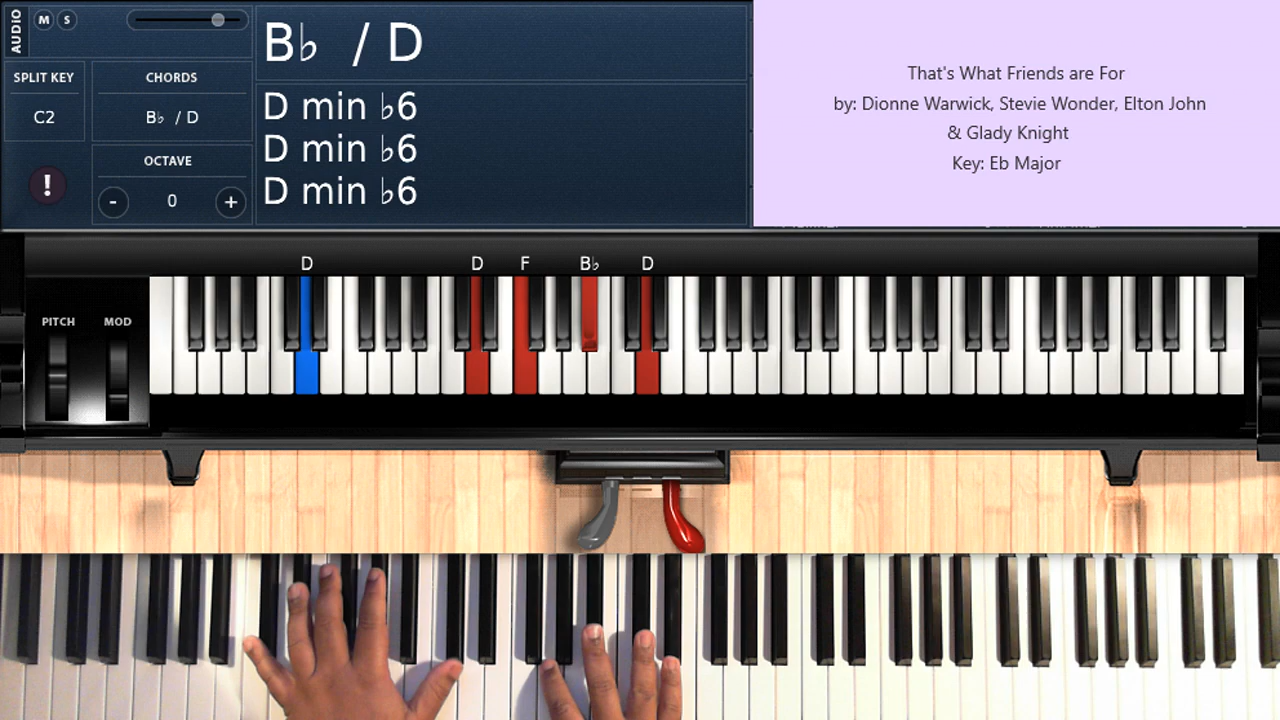 AUDIO
M S
SPLIT KEY
C2
!
CHORDS
B♭ / D
OCTAVE
- 0 +
B♭ / D
D min ♭6
D min ♭6
D min ♭6
That's What Friends are For
by: Dionne Warwick, Stevie Wonder, Elton John
& Glady Knight
Key: Eb Major
D D F B♭ D
PITCH MOD